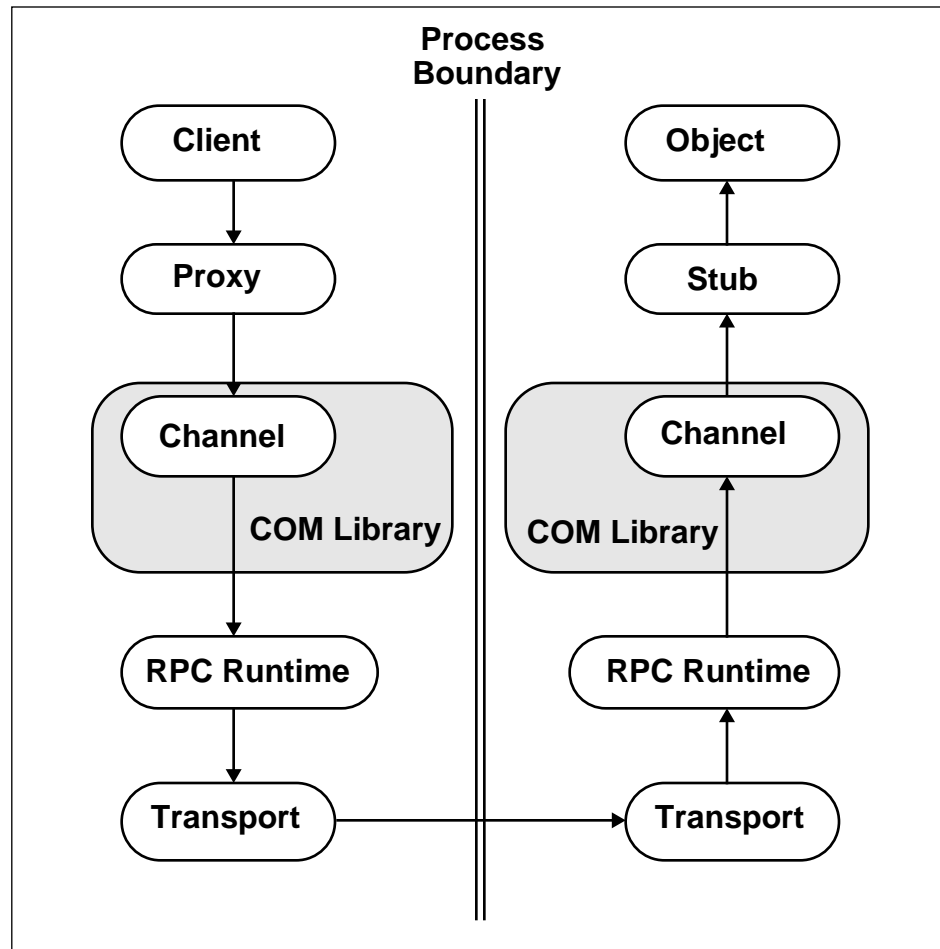 Process
Boundary
Client
Object
Proxy
Stub
Channel
Channel
COM Library
COM Library
RPC Runtime
RPC Runtime
Transport
Transport